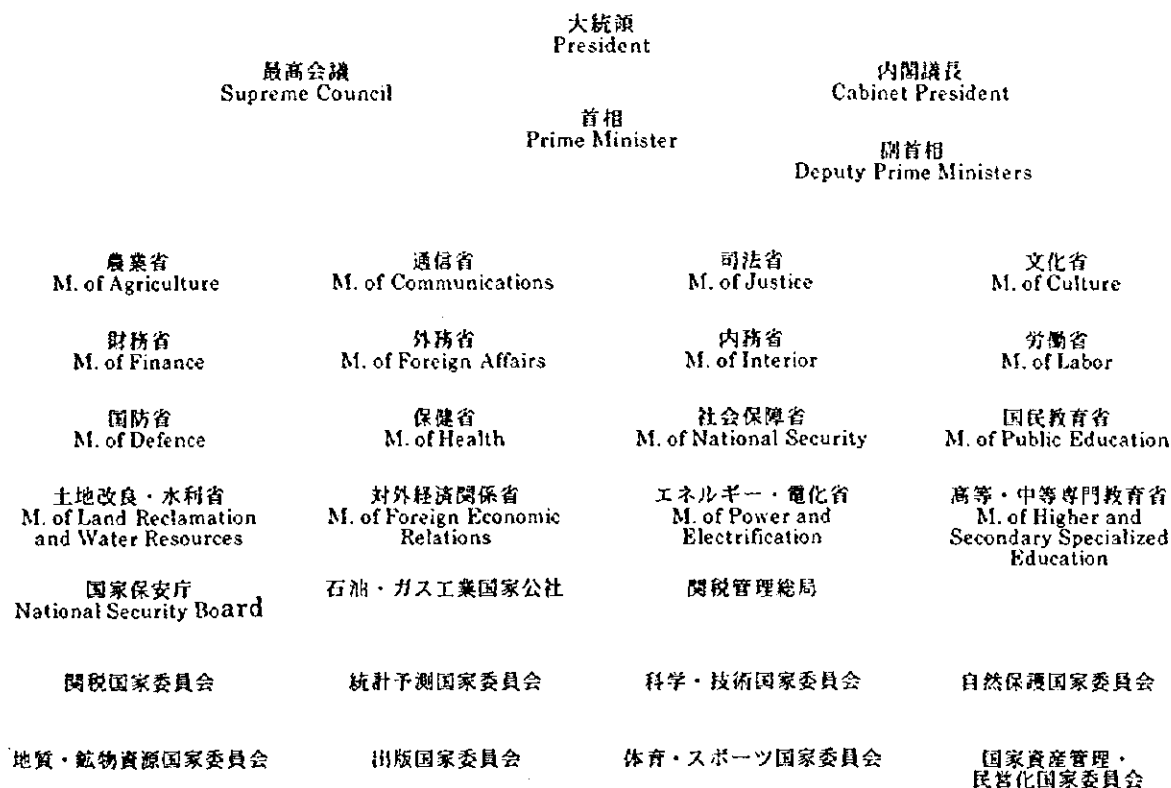 大統領
President
最高会議
Supreme Council
内閣議長
Cabinet President
首相
Prime Minister
副首相
Deputy Prime Ministers
農業省
M. of Agriculture
通信省
M. of Communications
司法省
M. of Justice
文化省
M. of Culture
財務省
M. of Finance
外務省
M. of Foreign Affairs
内務省
M. of Interior
労働省
M. of Labor
国防省
M. of Defence
保健省
M. of Health
社会保障省
M. of National Security
国民教育省
M. of Public Education
土地改良・水利省
M. of Land Reclamation
and Water Resources
対外経済関係省
M. of Foreign Economic
Relations
エネルギー・電化省
M. of Power and
Electrification
高等・中等専門教育省
M. of Higher and
Secondary Specialized
Education
国家保安庁
National Security Board
石油・ガス工業国家公社
関税管理総局
関税国家委員会
統計予測国家委員会
科学・技術国家委員会
自然保護国家委員会
地質・鉱物資源国家委員会
出版国家委員会
体育・スポーツ国家委員会
国家資産管理・
民営化国家委員会